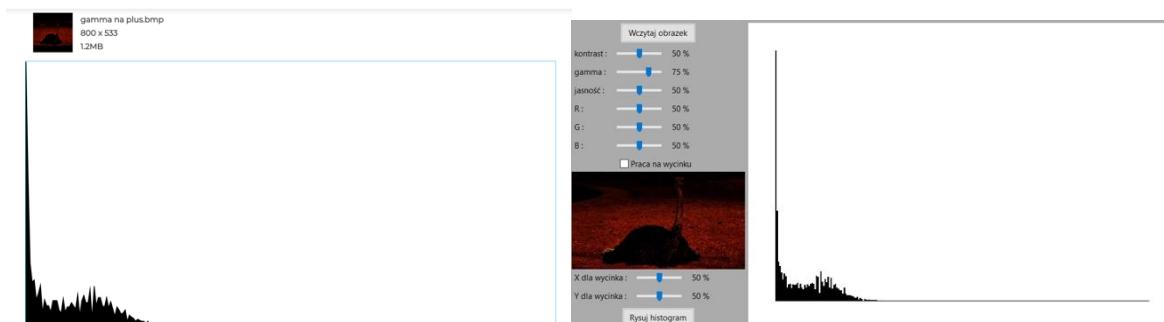 gamma na plus.bmp
800 x 533
1.2MB
Wczytaj obrazek
kontrast : 50 %
gamma : 75 %
jasność : 50 %
R : 50 %
G : 50 %
B : 50 %
Praca na wycinku
X dla wycinka : 50 %
Y dla wycinka : 50 %
Rysuj histogram